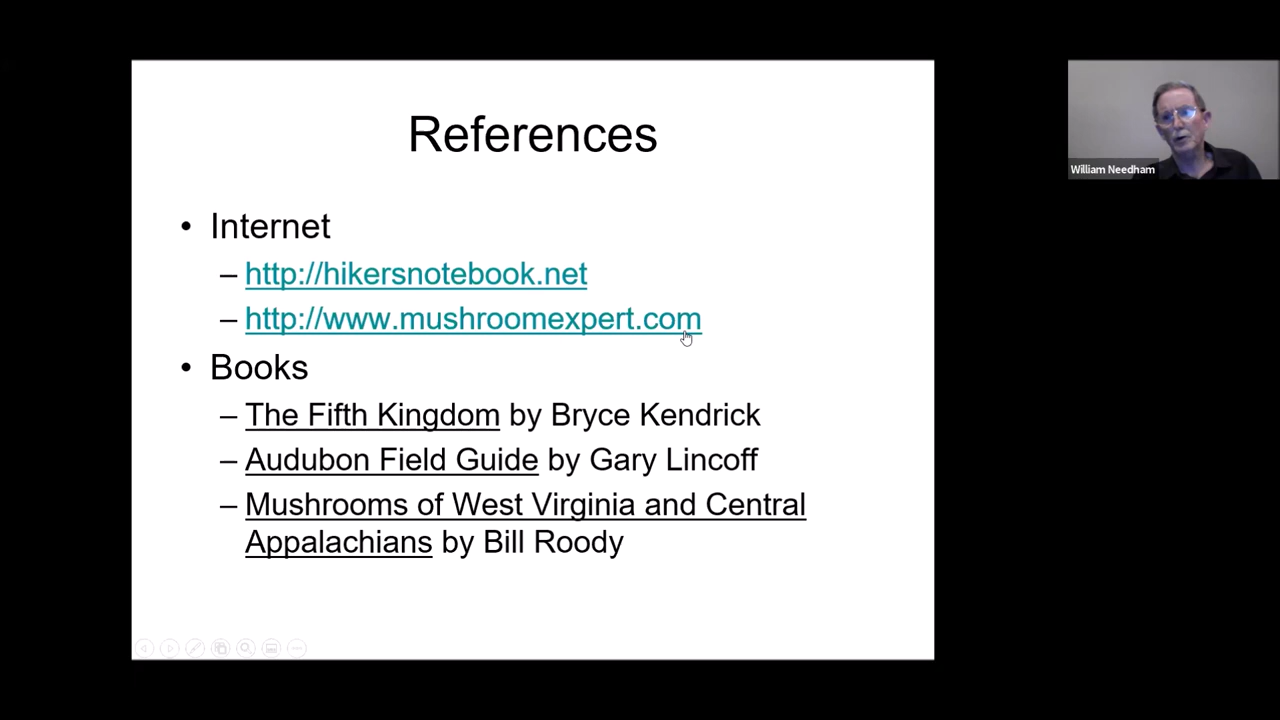 References
• Internet
– http://hikersnotebook.net
– http://www.mushroomexpert.com
• Books
– The Fifth Kingdom by Bryce Kendrick
– Audubon Field Guide by Gary Lincoff
– Mushrooms of West Virginia and Central
Appalachians by Bill Roody
William Needham